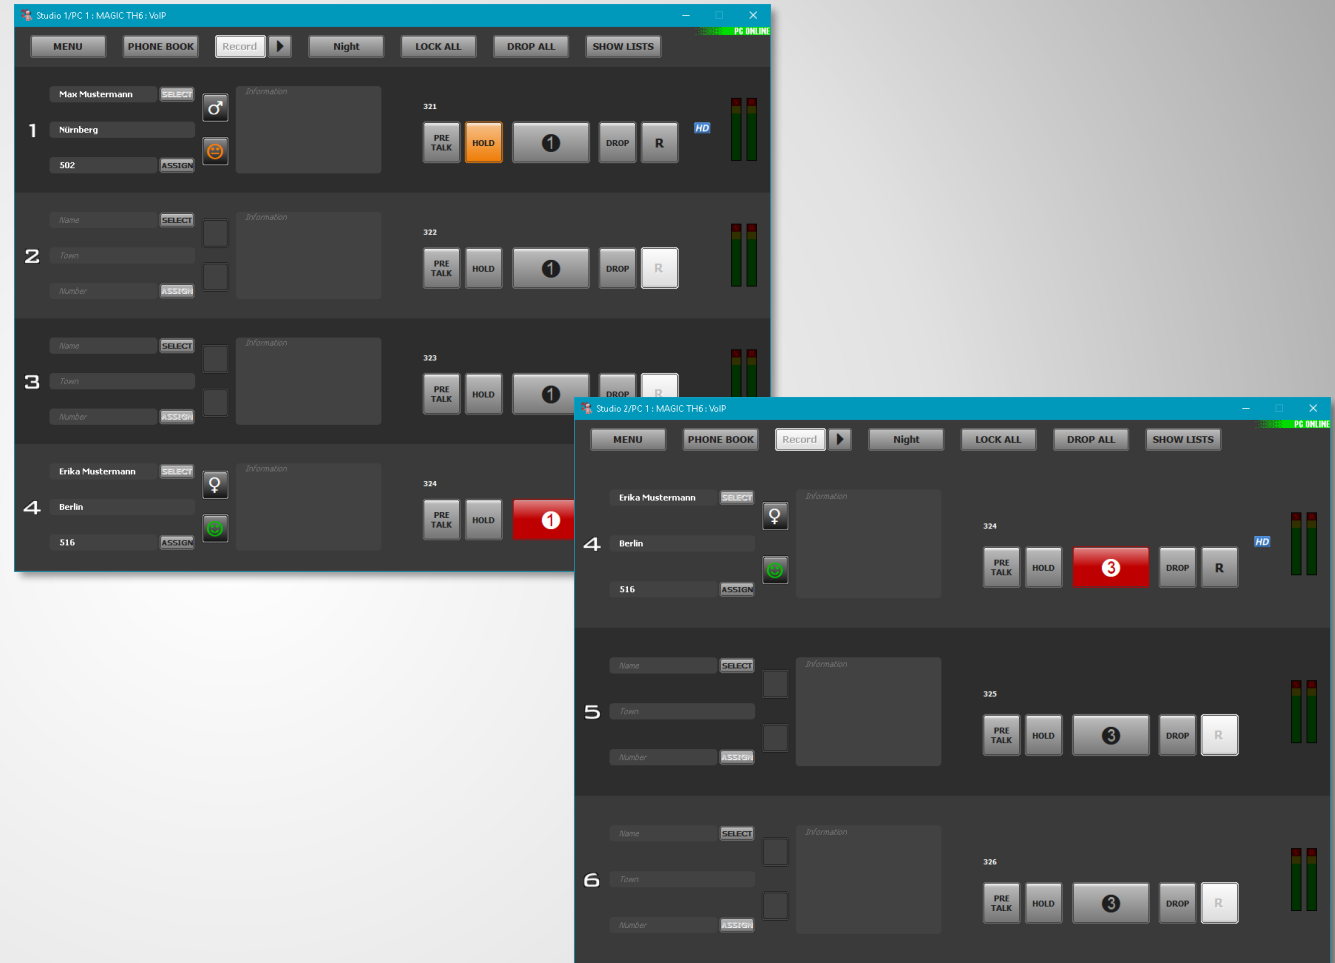 Studio 1/PC 1 : MAGIC TH6 : VoIP
PC ONLINE
MENU PHONE BOOK Record Night LOCK ALL DROP ALL SHOW LISTS
1
Max Mustermann SELECT
Nürnberg
502 ASSIGN
Information
321
PRE TALK HOLD 1 DROP R
HD
2
Name SELECT
Town
Number ASSIGN
Information
322
PRE TALK HOLD 1 DROP R
3
Name SELECT
Town
Number ASSIGN
Information
323
PRE TALK HOLD 1 DROP R
4
Erika Mustermann SELECT
Berlin
516 ASSIGN
Information
324
PRE TALK HOLD 1
Studio 2/PC 1 : MAGIC TH6 : VoIP
PC ONLINE
MENU PHONE BOOK Record Night LOCK ALL DROP ALL SHOW LISTS
4
Erika Mustermann SELECT
Berlin
516 ASSIGN
Information
324
PRE TALK HOLD 3 DROP R
HD
5
Name SELECT
Town
Number ASSIGN
Information
325
PRE TALK HOLD 3 DROP R
6
Name SELECT
Town
Number ASSIGN
Information
326
PRE TALK HOLD 3 DROP R